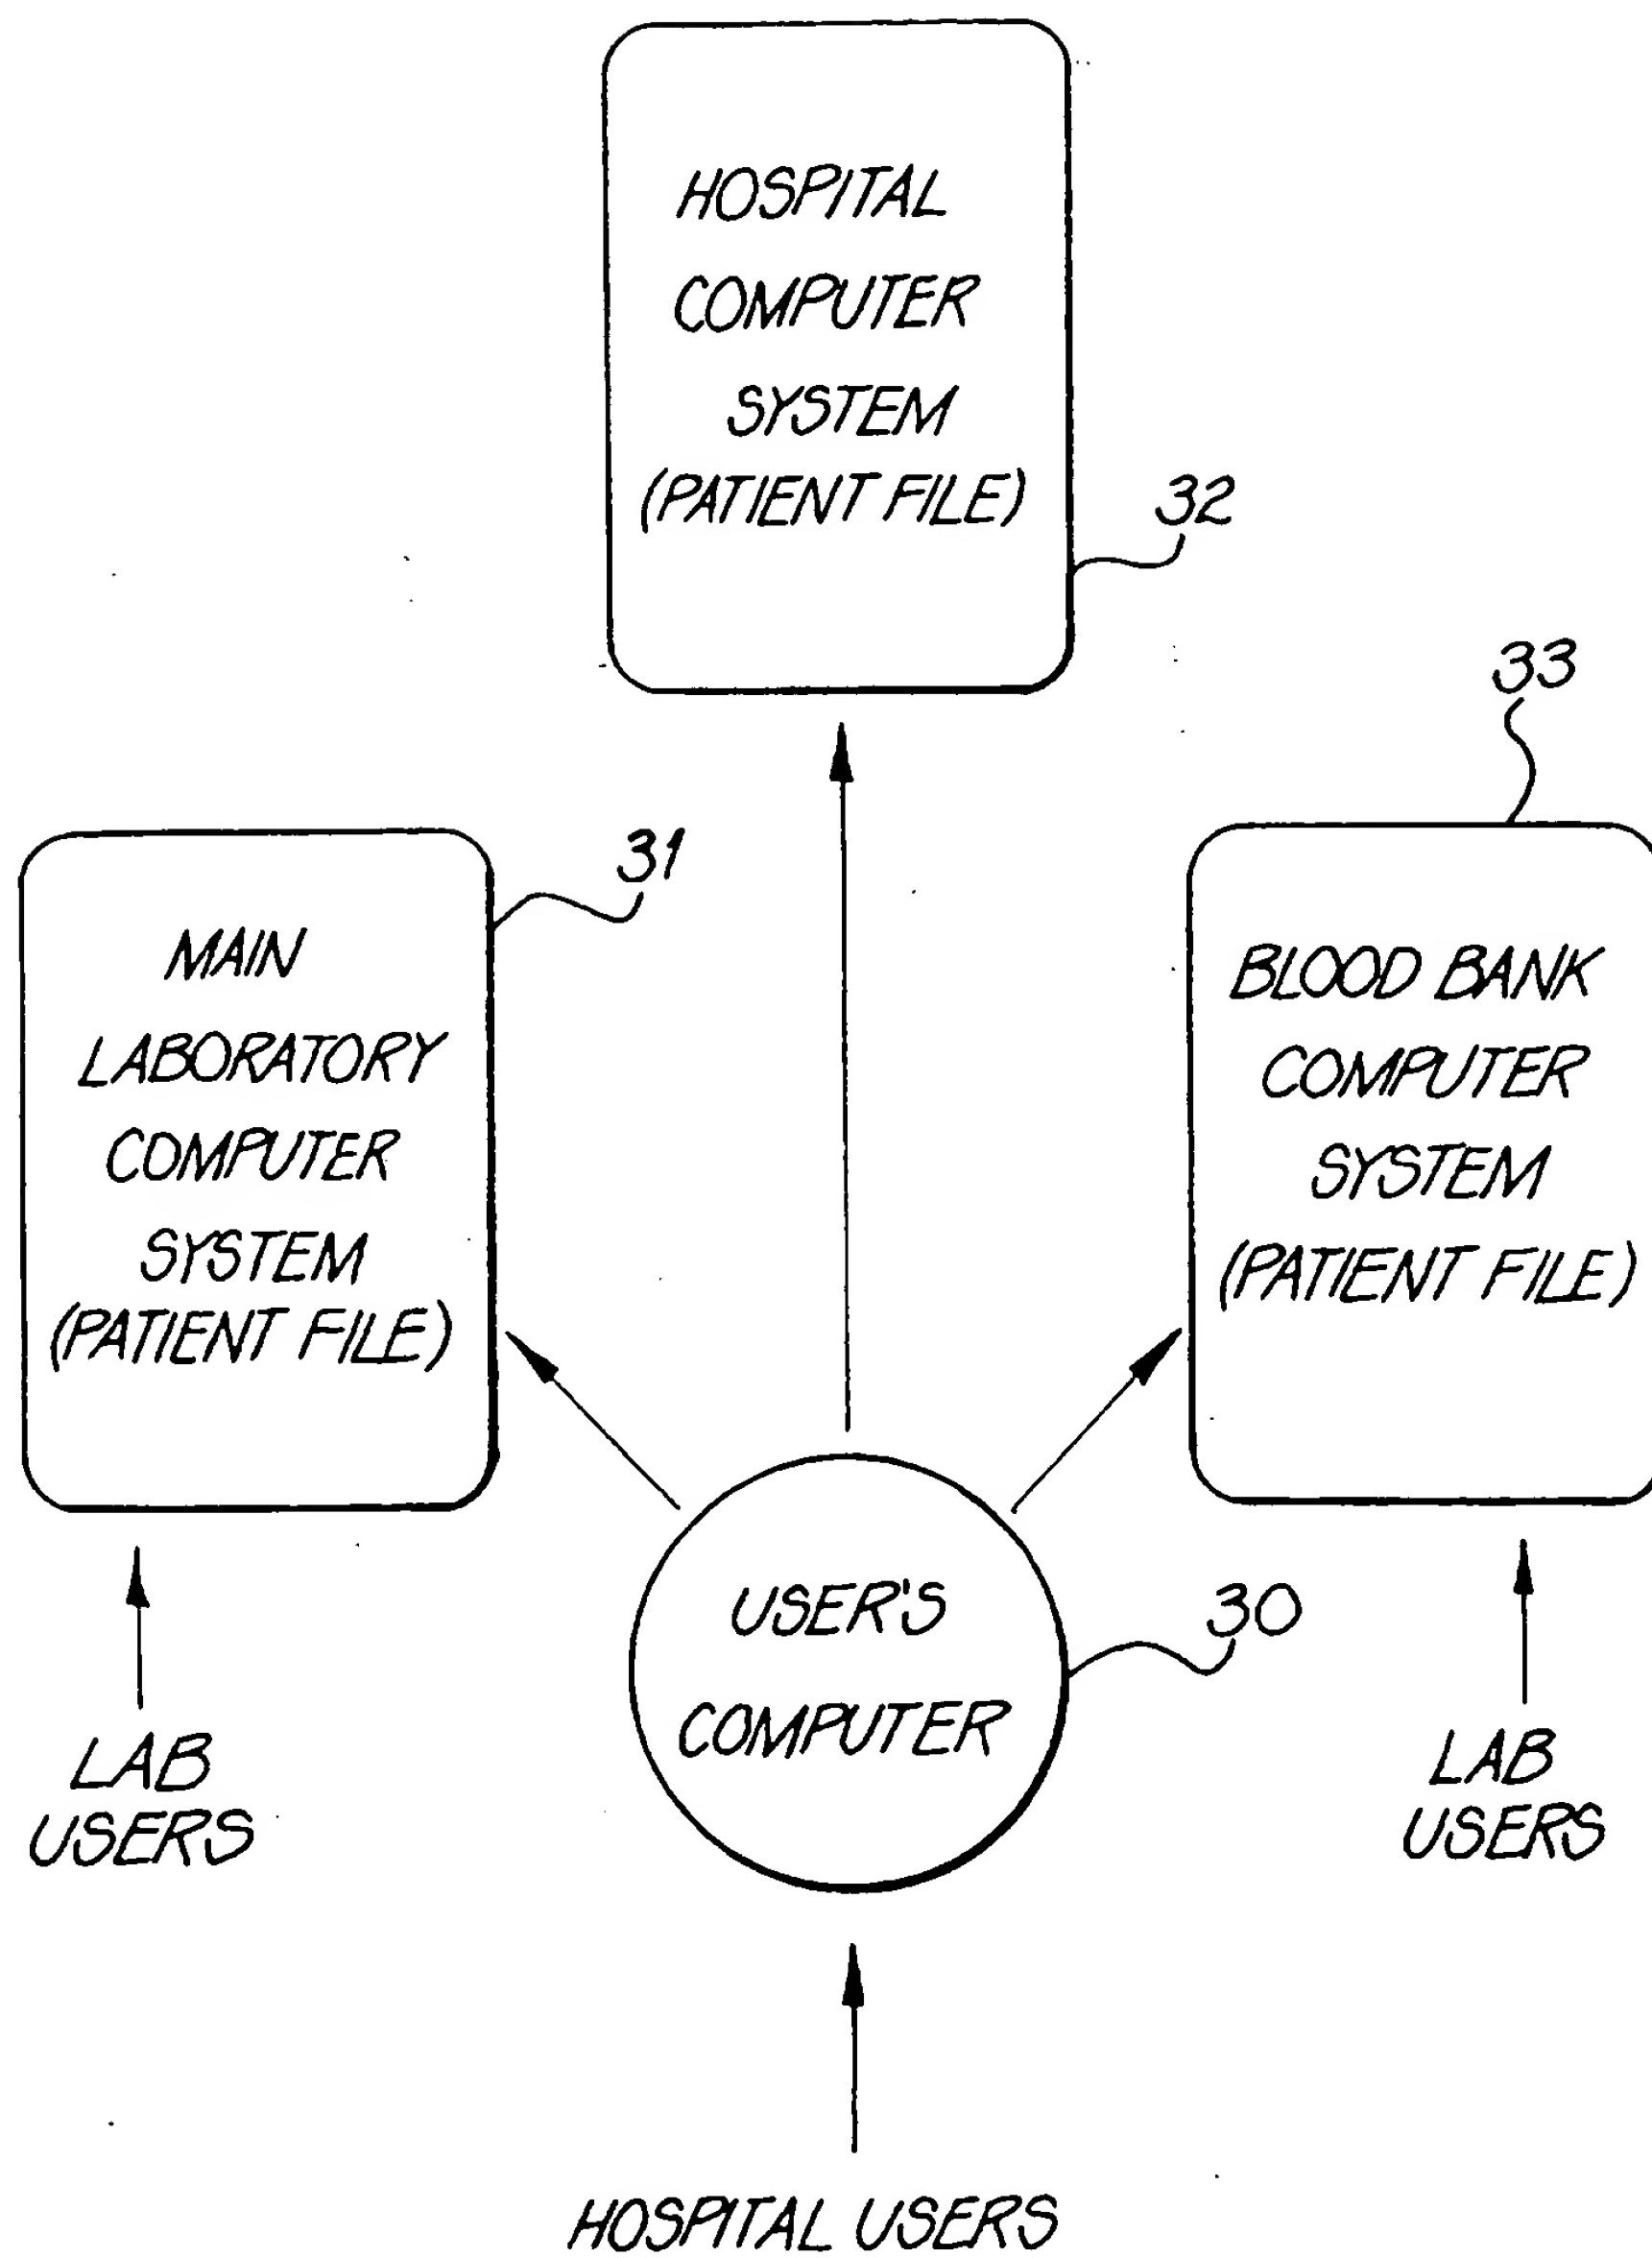 HOSPITAL
COMPUTER
SYSTEM
(PATIENT FILE)
32
33
31
MAIN
LABORATORY
COMPUTER
SYSTEM
(PATIENT FILE)
BLOOD BANK
COMPUTER
SYSTEM
(PATIENT FILE)
USER'S
COMPUTER
30
LAB
USERS
LAB
USERS
HOSPITAL USERS